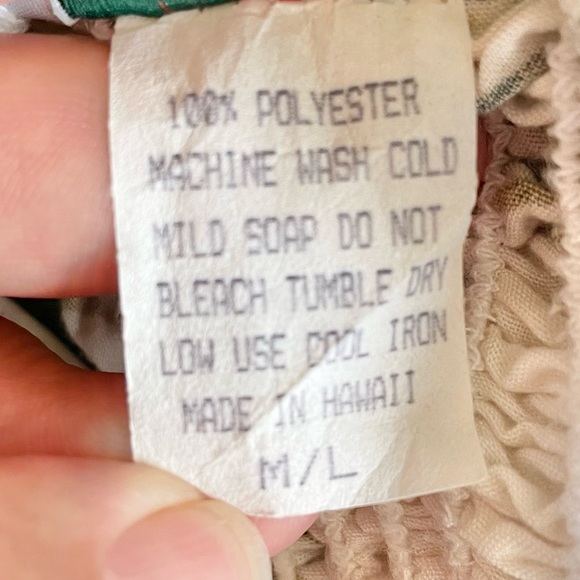 100% POLYESTER
MACHINE WASH COLD
MILD SOAP DO NOT
BLEACH TUMBLE DRY
LOW USE COOL IRON
MADE IN HAWAII
M/L